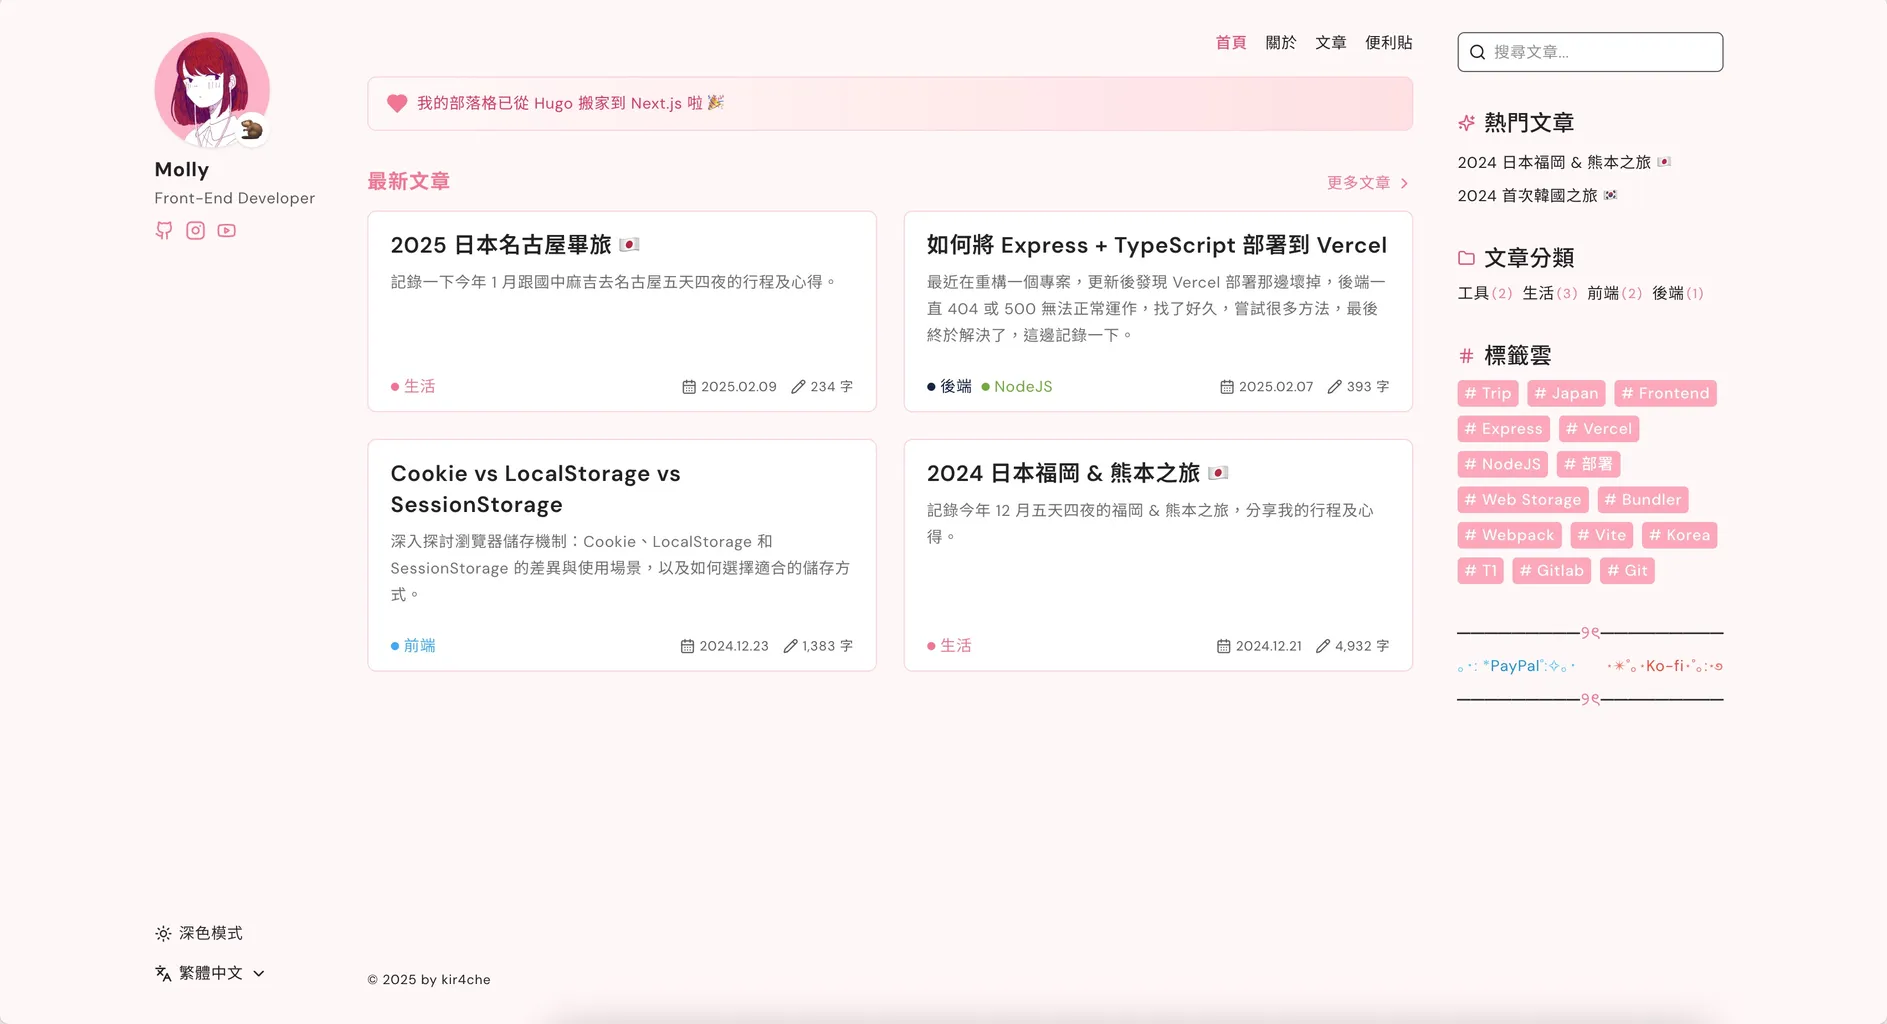 Molly
Front-End Developer
深色模式
繁體中文
首頁 關於 文章 便利貼
我的部落格已從 Hugo 搬家到 Next.js 啦 🎉
最新文章
更多文章
2025 日本名古屋畢旅 🇯🇵
記錄一下今年 1 月跟國中麻吉去名古屋五天四夜的行程及心得。
生活 2025.02.09 234 字
如何將 Express + TypeScript 部署到 Vercel
最近在重構一個專案，更新後發現 Vercel 部署那邊壞掉，後端一
直 404 或 500 無法正常運作，找了好久，嘗試很多方法，最後
終於解決了，這邊記錄一下。
後端 NodeJS 2025.02.07 393 字
Cookie vs LocalStorage vs
SessionStorage
深入探討瀏覽器儲存機制：Cookie、LocalStorage 和
SessionStorage 的差異與使用場景，以及如何選擇適合的儲存方
式。
前端 2024.12.23 1,383 字
2024 日本福岡 & 熊本之旅 🇯🇵
記錄今年 12 月五天四夜的福岡 & 熊本之旅，分享我的行程及心
得。
生活 2024.12.21 4,932 字
© 2025 by kir4che
搜尋文章...
熱門文章
2024 日本福岡 & 熊本之旅 🇯🇵
2024 首次韓國之旅 🇰🇷
文章分類
工具(2) 生活(3) 前端(2) 後端(1)
標籤雲
# Trip # Japan # Frontend
# Express # Vercel
# NodeJS # 部署
# Web Storage # Bundler
# Webpack # Vite # Korea
# T1 # Gitlab # Git
｡･:*PayPal˚:✧｡･ ･✶˚｡･Ko-fi･˚｡:･૭